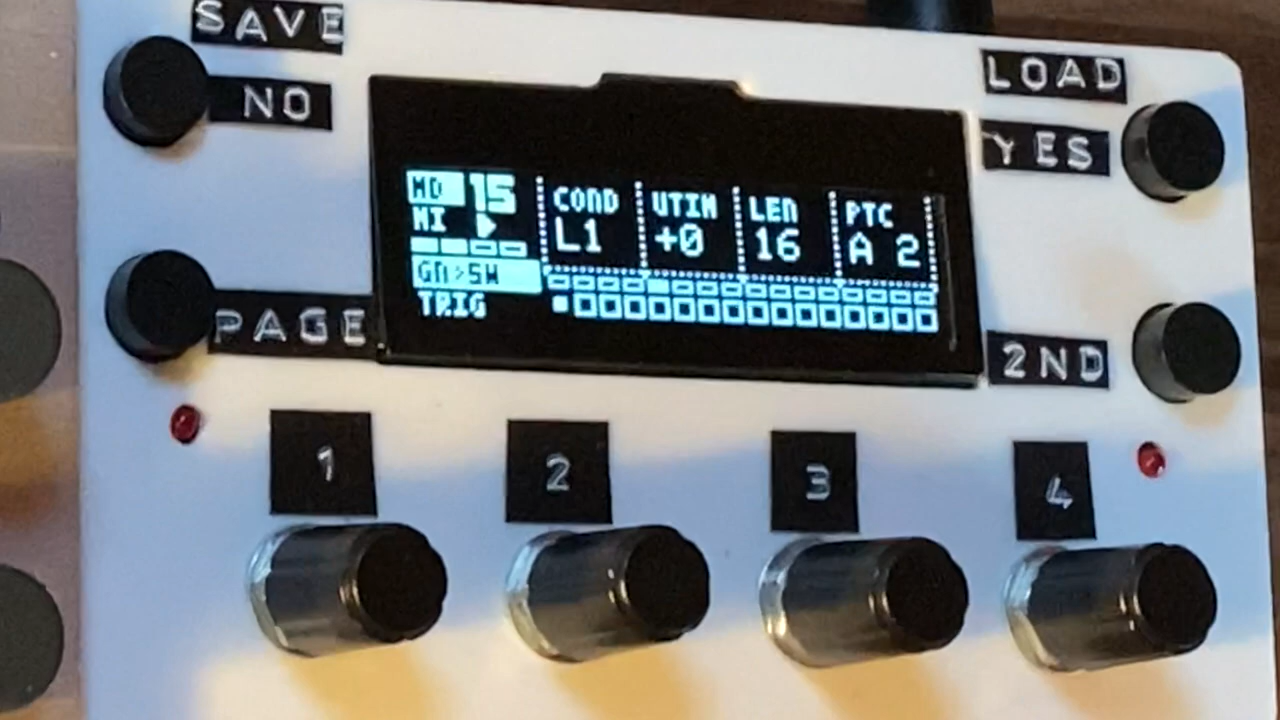 SAVE
NO
LOAD
YES
MD 15
MI
GN>SW
TRIG
COND
L1
UTIM
+0
LEN
16
PTC
A 2
PAGE
2ND
1
2
3
4